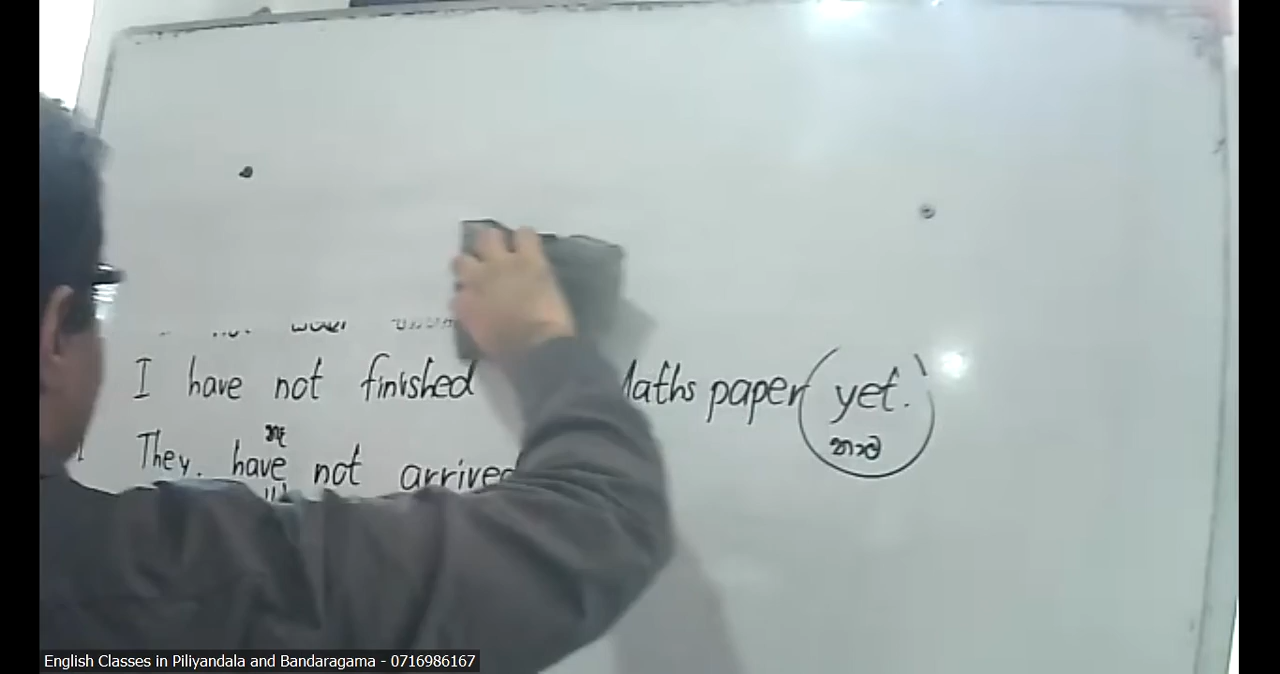 I have not finished Maths paper yet.
තාම
They. have not arrived
English Classes in Piliyandala and Bandaragama - 0716986167